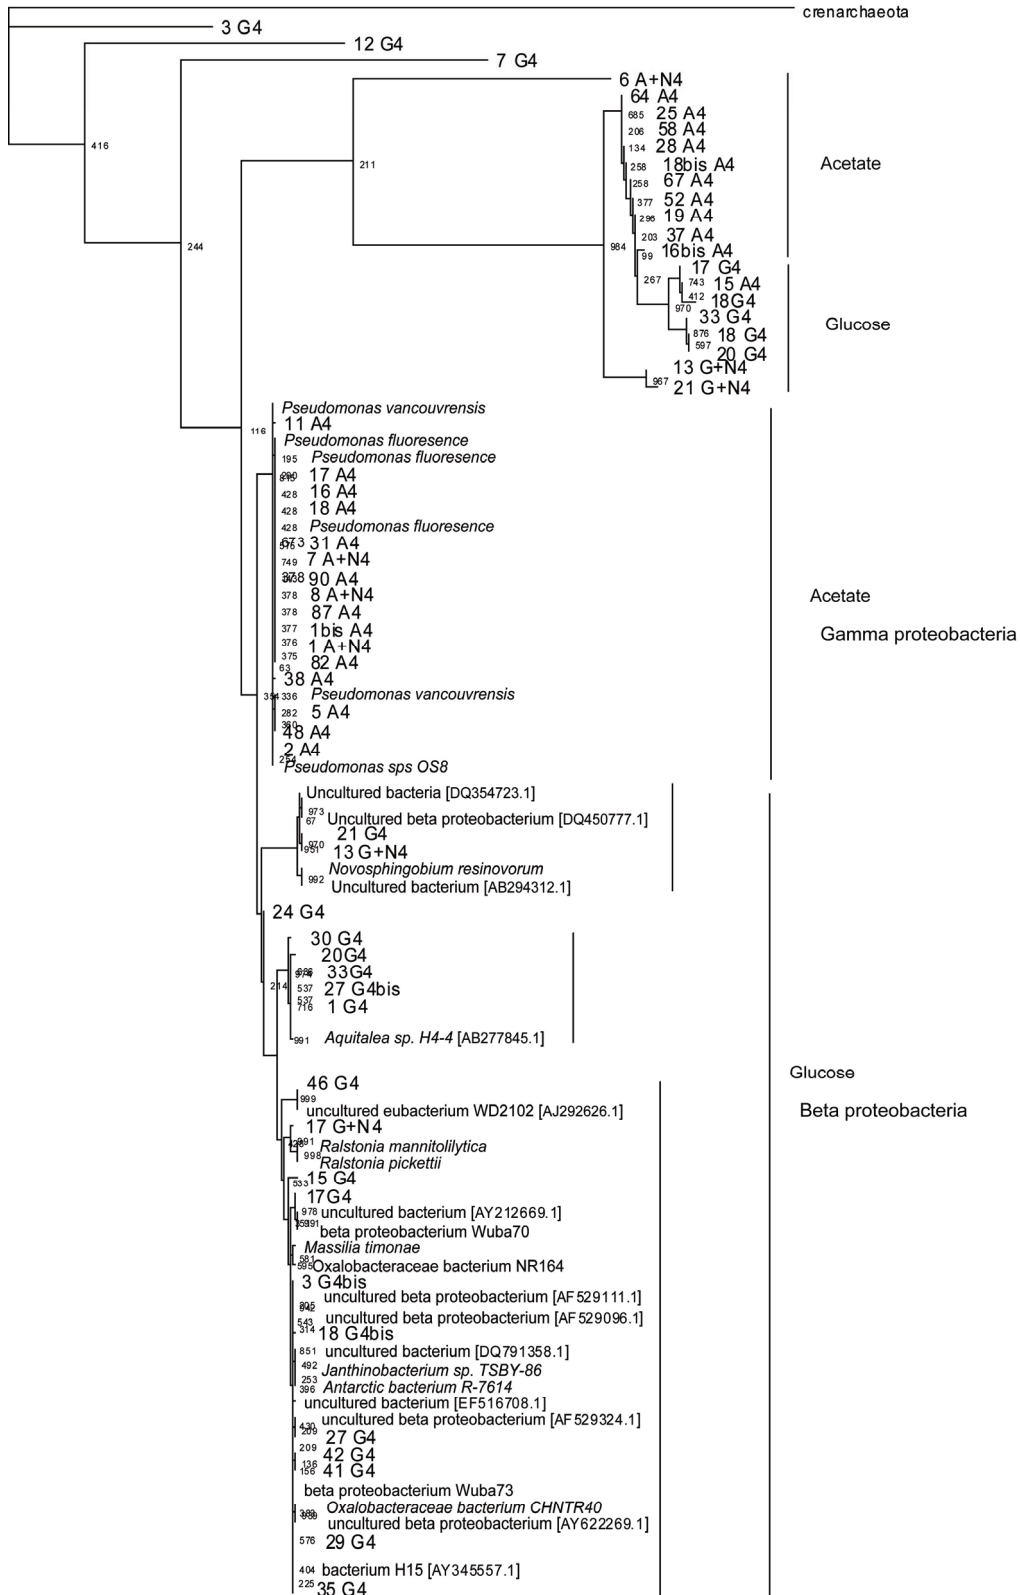 crenarchaeota
3 G4
12 G4
7 G4
416
6 A+N4
64 A4
685 25 A4
206 58 A4
134 28 A4
211
258 18bis A4
Acetate
258 67 A4
377 52 A4
296 19 A4
203 37 A4
244
984
99 16bis A4
17 G4
267
743 15 A4
412 18G4
970
33 G4
Glucose
876 18 G4
597 20 G4
13 G+N4
967
21 G+N4
Pseudomonas vancouvrensis
11 A4
116
Pseudomonas fluoresence
195 Pseudomonas fluoresence
17 A4
428 16 A4
428 18 A4
428 Pseudomonas fluoresence
31 A4
749 7 A+N4
378 90 A4
378 8 A+N4
Acetate
378 87 A4
377 1bis A4
Gamma proteobacteria
376 1 A+N4
375 82 A4
63
38 A4
354 336 Pseudomonas vancouvrensis
282 5 A4
48 A4
2 A4
Pseudomonas sps OS8
Uncultured bacteria [DQ354723.1]
973
67 Uncultured beta proteobacterium [DQ450777.1]
21 G4
970
951 13 G+N4
Novosphingobium resinovorum
992 Uncultured bacterium [AB294312.1]
24 G4
30 G4
20G4
33G4
214 537 27 G4bis
537
716 1 G4
991 Aquitalea sp. H4-4 [AB277845.1]
Glucose
46 G4
999
uncultured eubacterium WD2102 [AJ292626.1]
Beta proteobacteria
17 G+N4
991
Ralstonia mannitolilytica
998 Ralstonia pickettii
533 15 G4
17G4
978 uncultured bacterium [AY212669.1]
beta proteobacterium Wuba70
Massilia timonae
581
595 Oxalobacteraceae bacterium NR164
3 G4bis
uncultured beta proteobacterium [AF529111.1]
543 uncultured beta proteobacterium [AF529096.1]
314 18 G4bis
851 uncultured bacterium [DQ791358.1]
492 Janthinobacterium sp. TSBY-86
253
396 Antarctic bacterium R-7614
uncultured bacterium [EF516708.1]
uncultured beta proteobacterium [AF529324.1]
430
209 27 G4
209
42 G4
136
156 41 G4
beta proteobacterium Wuba73
Oxalobacteraceae bacterium CHNTR40
uncultured beta proteobacterium [AY622269.1]
576 29 G4
404 bacterium H15 [AY345557.1]
225 35 G4